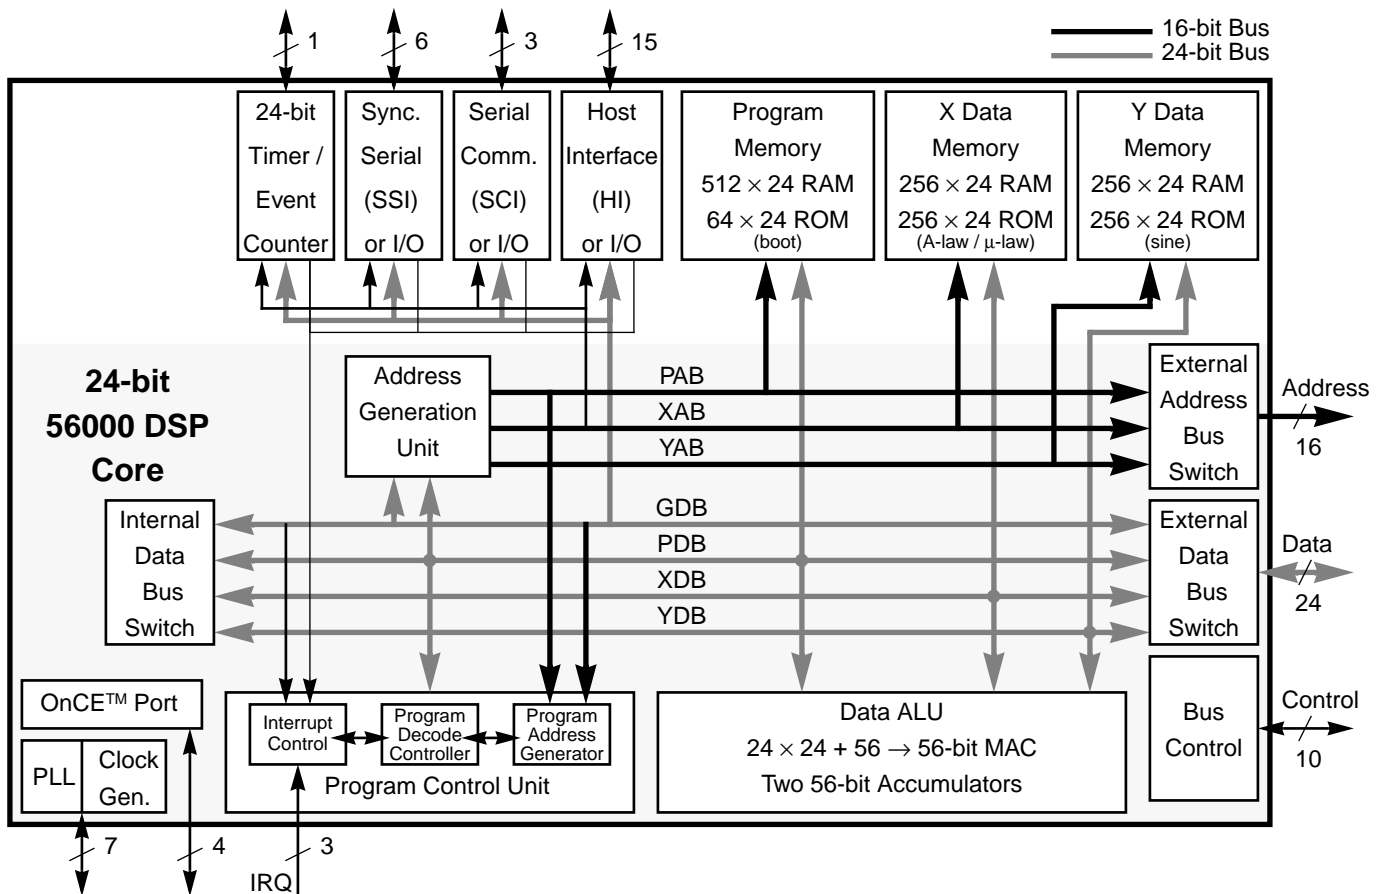 1
6
3
15
16-bit Bus
24-bit Bus
24-bit
Timer /
Event
Counter
Sync.
Serial
(SSI)
or I/O
Serial
Comm.
(SCI)
or I/O
Host
Interface
(HI)
or I/O
Program
Memory
512 × 24 RAM
64 × 24 ROM
(boot)
X Data
Memory
256 × 24 RAM
256 × 24 ROM
(A-law / μ-law)
Y Data
Memory
256 × 24 RAM
256 × 24 ROM
(sine)
24-bit
56000 DSP
Core
Address
Generation
Unit
PAB
XAB
YAB
External
Address
Bus
Switch
Address
16
Internal
Data
Bus
Switch
GDB
PDB
XDB
YDB
External
Data
Bus
Switch
Data
24
OnCE™ Port
PLL
Clock
Gen.
Interrupt
Control
Program
Decode
Controller
Program
Address
Generator
Program Control Unit
Data ALU
24 × 24 + 56 → 56-bit MAC
Two 56-bit Accumulators
Bus
Control
Control
10
7
4
3
IRQ